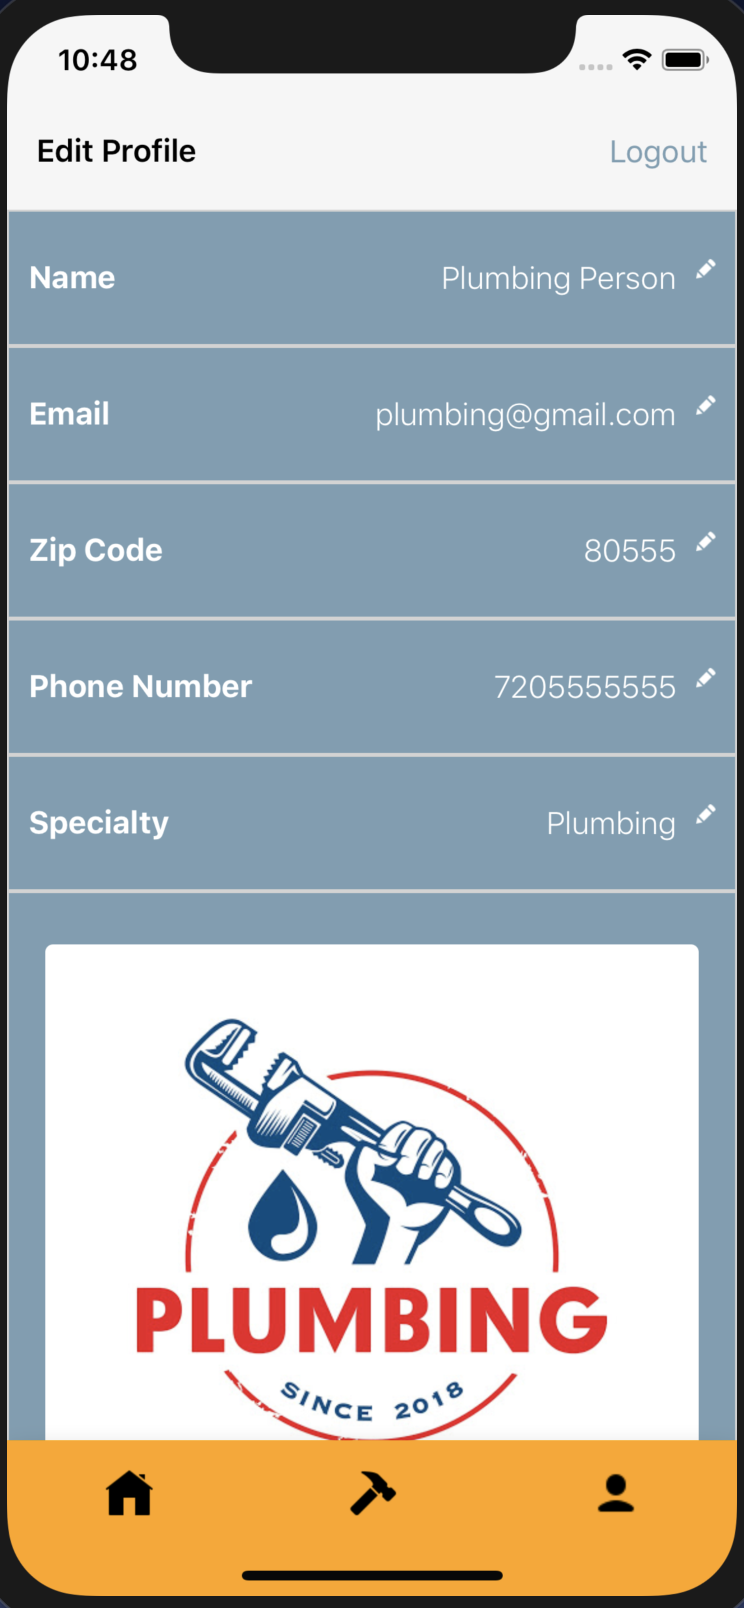 10:48
Edit Profile Logout
Name Plumbing Person
Email plumbing@gmail.com
Zip Code 80555
Phone Number 7205555555
Specialty Plumbing
PLUMBING
SINCE 2018